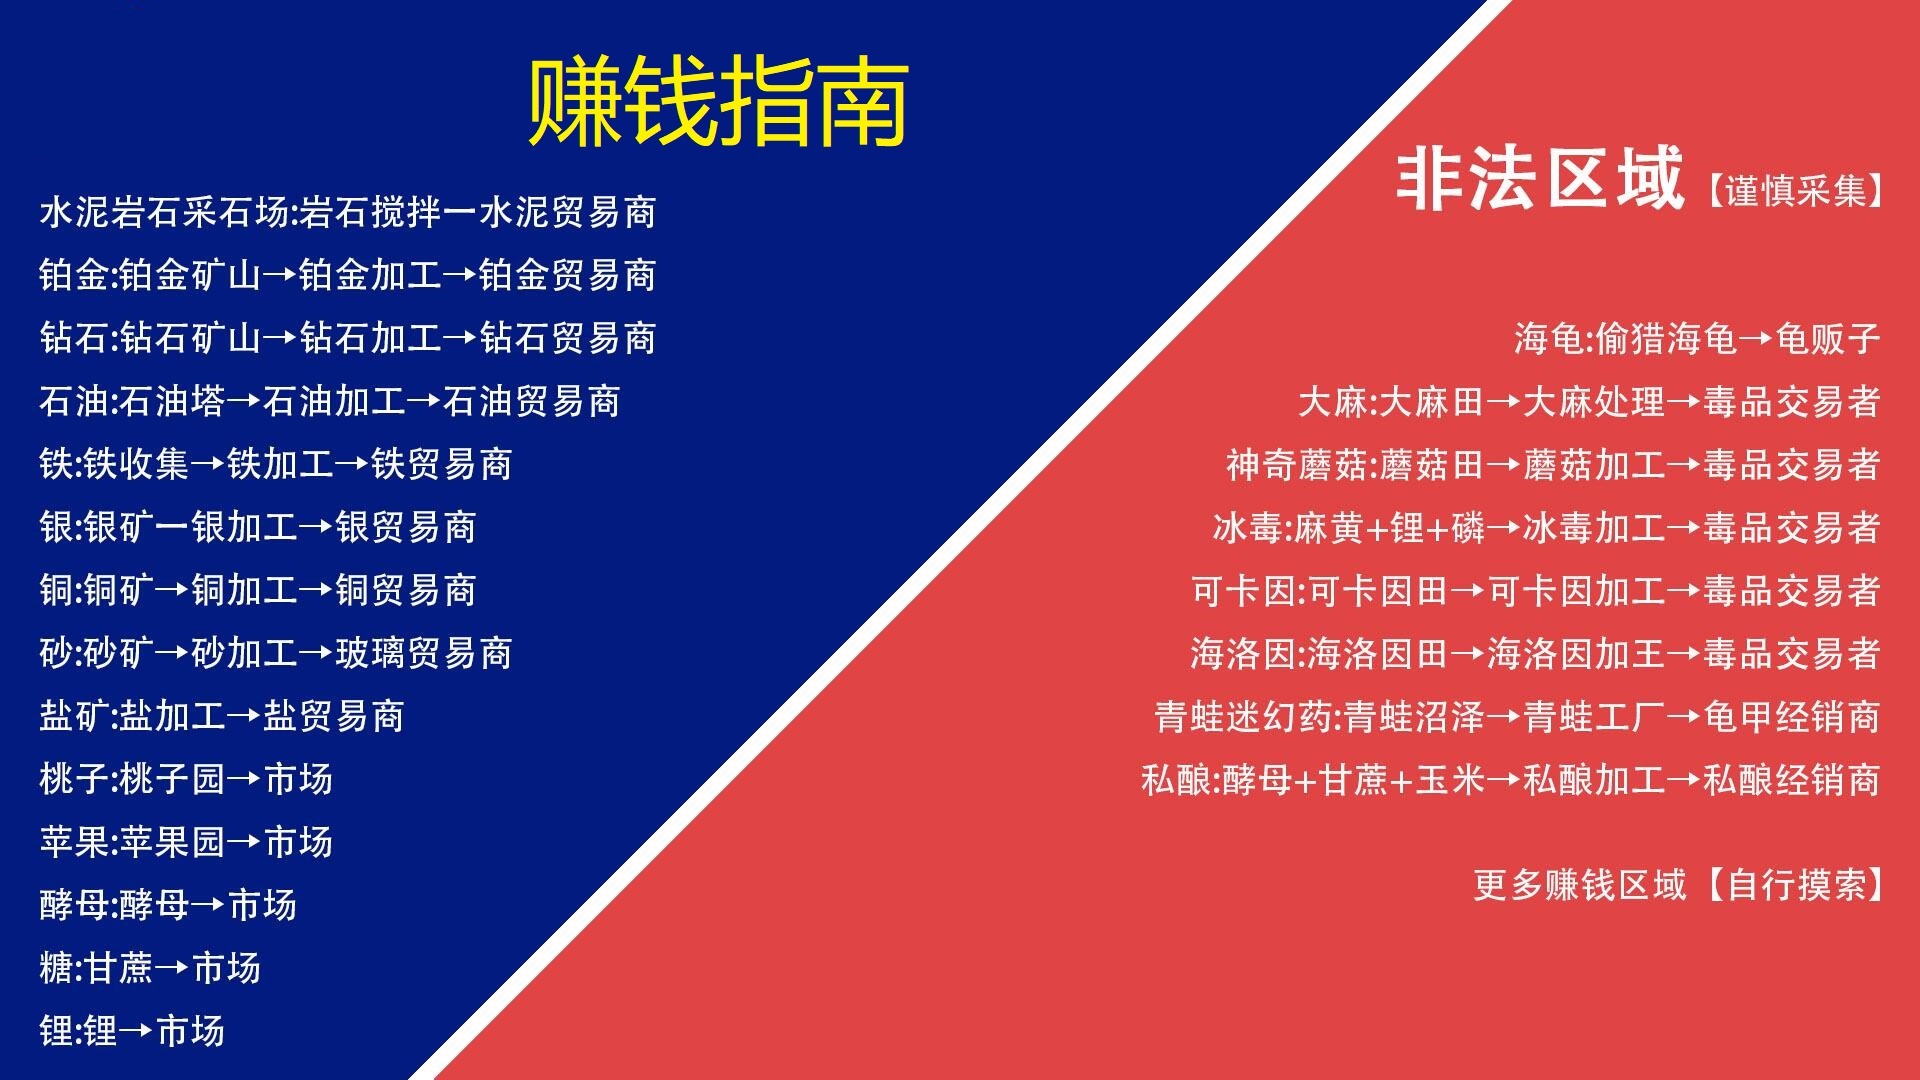 赚钱指南
水泥岩石采石场:岩石搅拌一水泥贸易商
铂金:铂金矿山→铂金加工→铂金贸易商
钻石:钻石矿山→钻石加工→钻石贸易商
石油:石油塔→石油加工→石油贸易商
铁:铁收集→铁加工→铁贸易商
银:银矿一银加工→银贸易商
铜:铜矿→铜加工→铜贸易商
砂:砂矿→砂加工→玻璃贸易商
盐矿:盐加工→盐贸易商
桃子:桃子园→市场
苹果:苹果园→市场
酵母:酵母→市场
糖:甘蔗→市场
锂:锂→市场
非法区域【谨慎采集】
海龟:偷猎海龟→龟贩子
大麻:大麻田→大麻处理→毒品交易者
神奇蘑菇:蘑菇田→蘑菇加工→毒品交易者
冰毒:麻黄+锂+磷→冰毒加工→毒品交易者
可卡因:可卡因田→可卡因加工→毒品交易者
海洛因:海洛因田→海洛因加王→毒品交易者
青蛙迷幻药:青蛙沼泽→青蛙工厂→龟甲经销商
私酿:酵母+甘蔗+玉米→私酿加工→私酿经销商
更多赚钱区域【自行摸索】